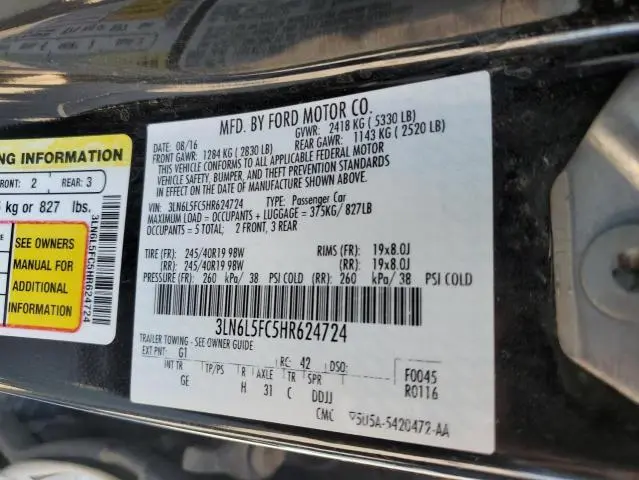 MFD. BY FORD MOTOR CO.
DATE: 08/16 GVWR: 2418 KG ( 5330 LB)
FRONT GAWR: 1284 KG ( 2830 LB) REAR GAWR: 1143 KG ( 2520 LB)
THIS VEHICLE CONFORMS TO ALL APPLICABLE FEDERAL MOTOR
VEHICLE SAFETY, BUMPER, AND THEFT PREVENTION STANDARDS
IN EFFECT ON THE DATE OF MANUFACTURE SHOWN ABOVE.
VIN: 3LN6L5FC5HR624724 TYPE: Passenger Car
MAXIMUM LOAD = OCCUPANTS + LUGGAGE = 375KG/ 827LB
OCCUPANTS = 5 TOTAL; 2 FRONT, 3 REAR
TIRE (FR): 245/40R19 98W RIMS (FR): 19x8.0J
(RR): 245/40R19 98W (RR): 19x8.0J
PRESSURE (FR): 260 kPa/ 38 PSI COLD (RR): 260 kPa/ 38 PSI COLD
3LN6L5FC5HR624724
TRAILER TOWING - SEE OWNER GUIDE
EXT PNT: G1 RC: 42 DSO: F0045
INT TR TP/PS R AXLE TR SPR R0116
GE H 31 C DDJJ
CMC 5U5A-5420472-AA
NG INFORMATION
FRONT: 2 REAR: 3
kg or 827 lbs.
SEE OWNERS
MANUAL FOR
ADDITIONAL
INFORMATION
3LN6L5FC5HR624724